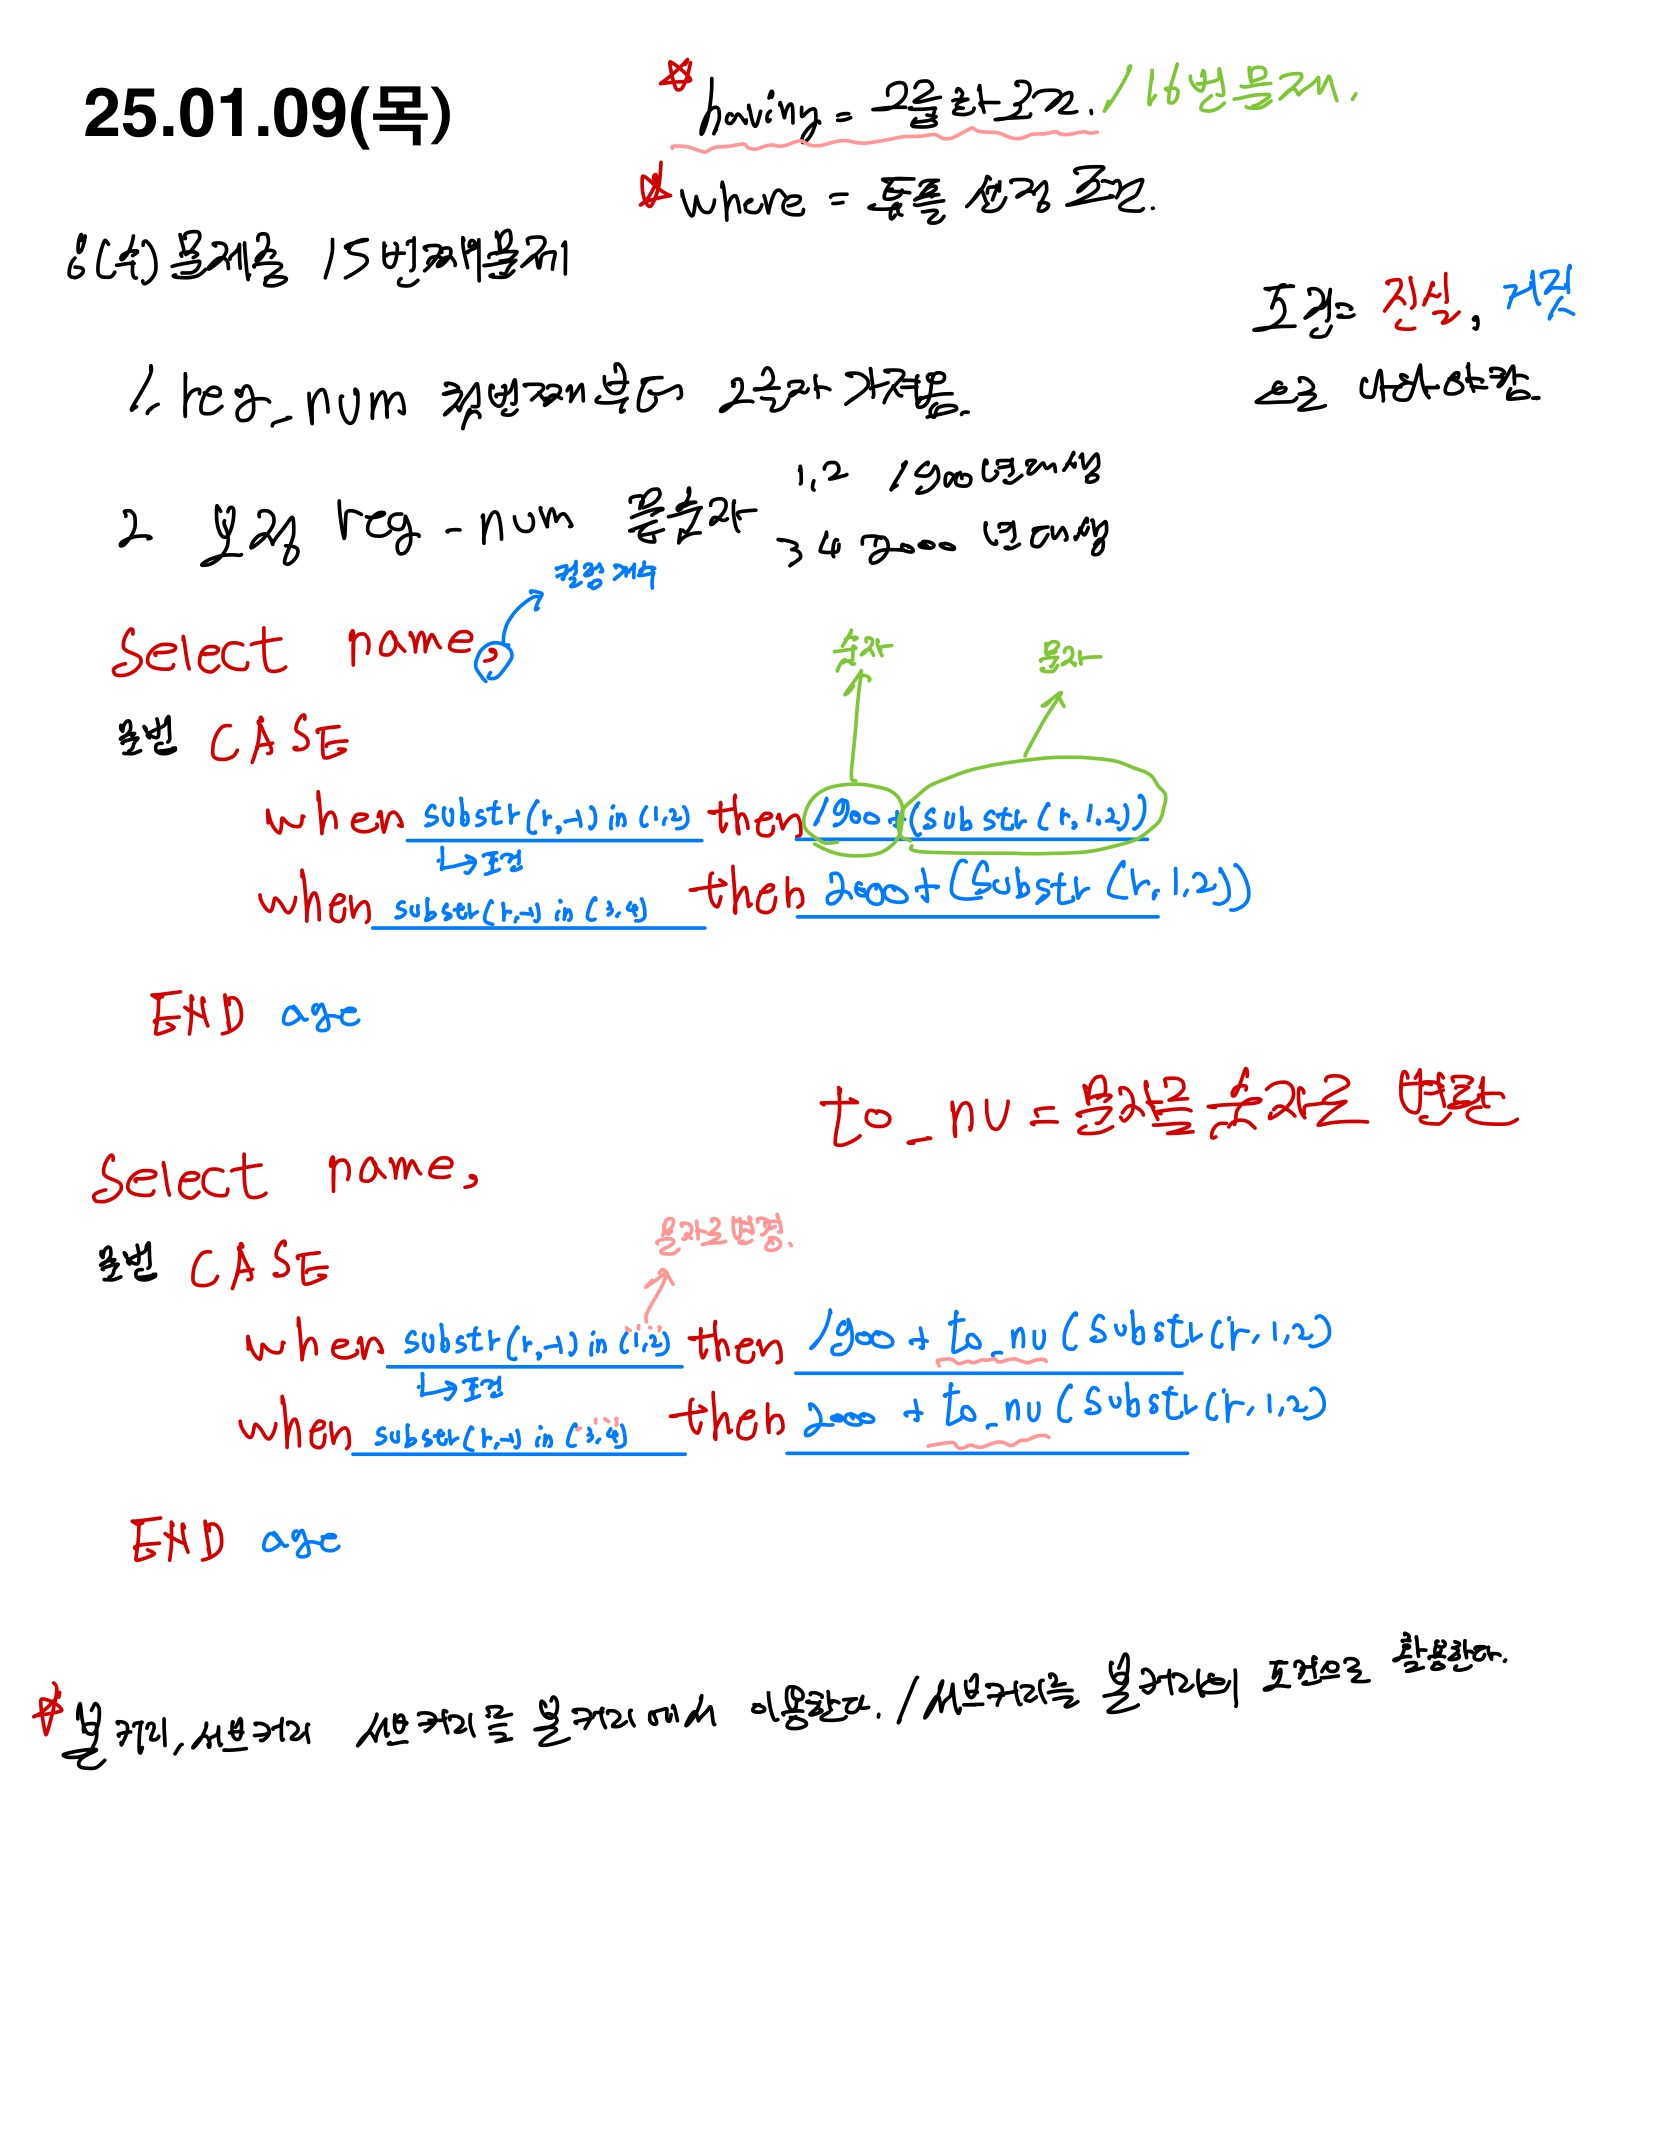 25.01.09(목)
having = 그룹화 조건. / 16번 문제.
where = 튜플 선정 조건.
8(수) 문제중 15번째 문제
조건= 진실, 거짓
으로 나와야함.
1. reg_num 첫번째부터 2글자 가져옴.
2 보정 reg-num 끝숫자 1,2 1900년대생
3 4 2000 년대생
컬럼개수
Select name,
숫자 문자
문법 CASE
when substr(r,-1) in (1,2) then 1900+(substr(r,1,2))
↳ 조건
when substr(r,-1) in (3,4) then 2000+(substr(r,1,2))
END age
to_nu = 문자를 숫자로 변환
Select name,
문자로변경.
문법 CASE
when substr(r,-1) in ('1','2') then 1900 + to_nu (substr(r,1,2)
↳ 조건
when substr(r,-1) in ('3','4') then 2000 + to_nu (substr(r,1,2)
END age
본쿼리, 서브쿼리 서브쿼리를 본쿼리에서 이용한다. / 서브쿼리를 본쿼리의 조건으로 활용한다.